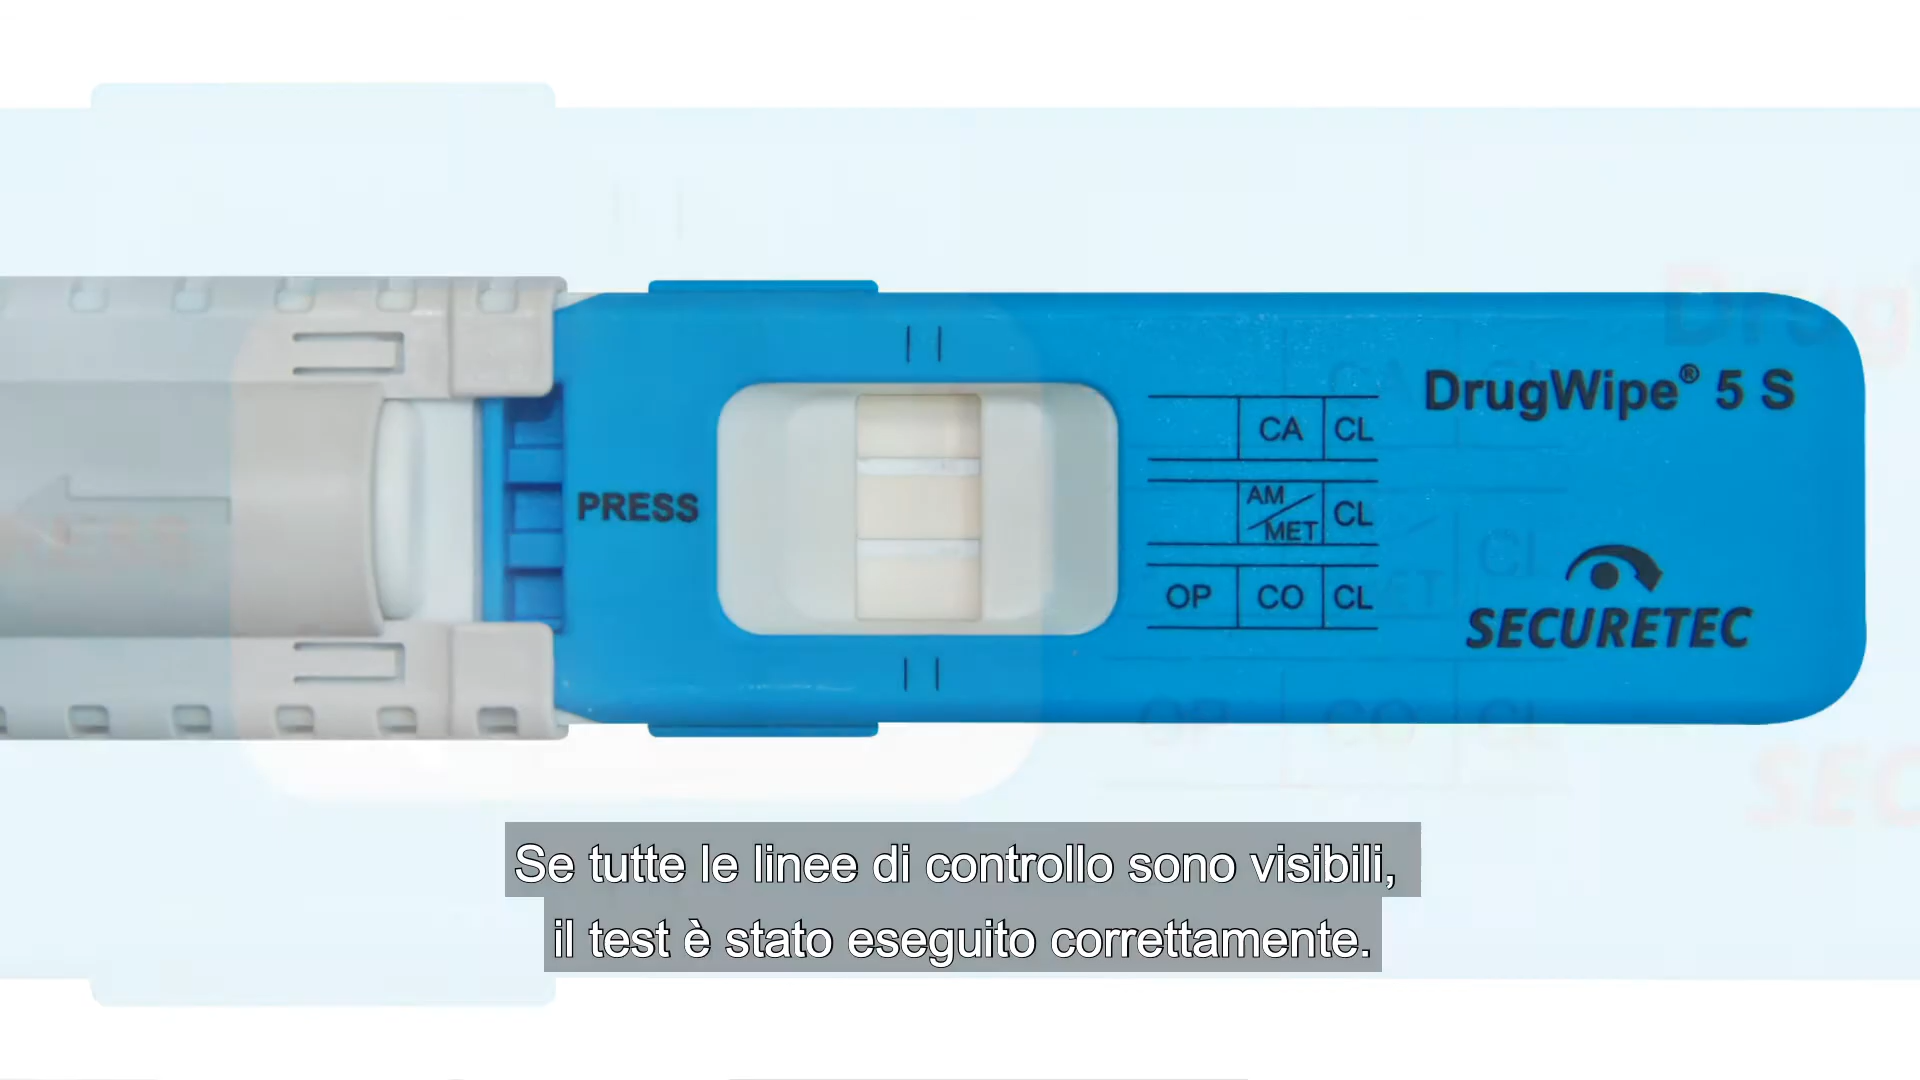 DrugWipe® 5 S
CA CL
PRESS
AM/MET CL
OP CO CL
SECURETEC
Se tutte le linee di controllo sono visibili,
il test è stato eseguito correttamente.